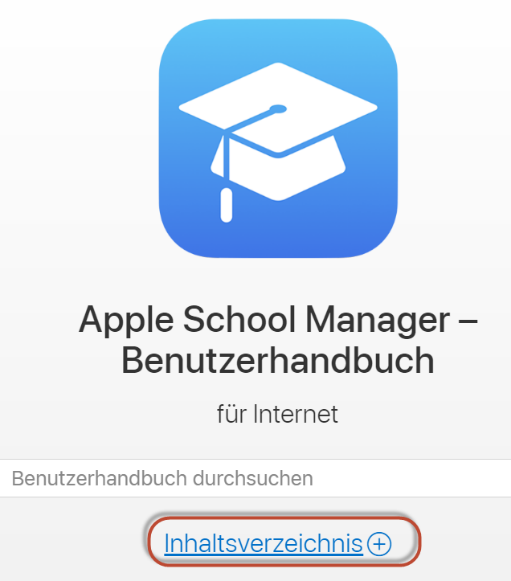 Apple School Manager –
Benutzerhandbuch
für Internet
Benutzerhandbuch durchsuchen
Inhaltsverzeichnis